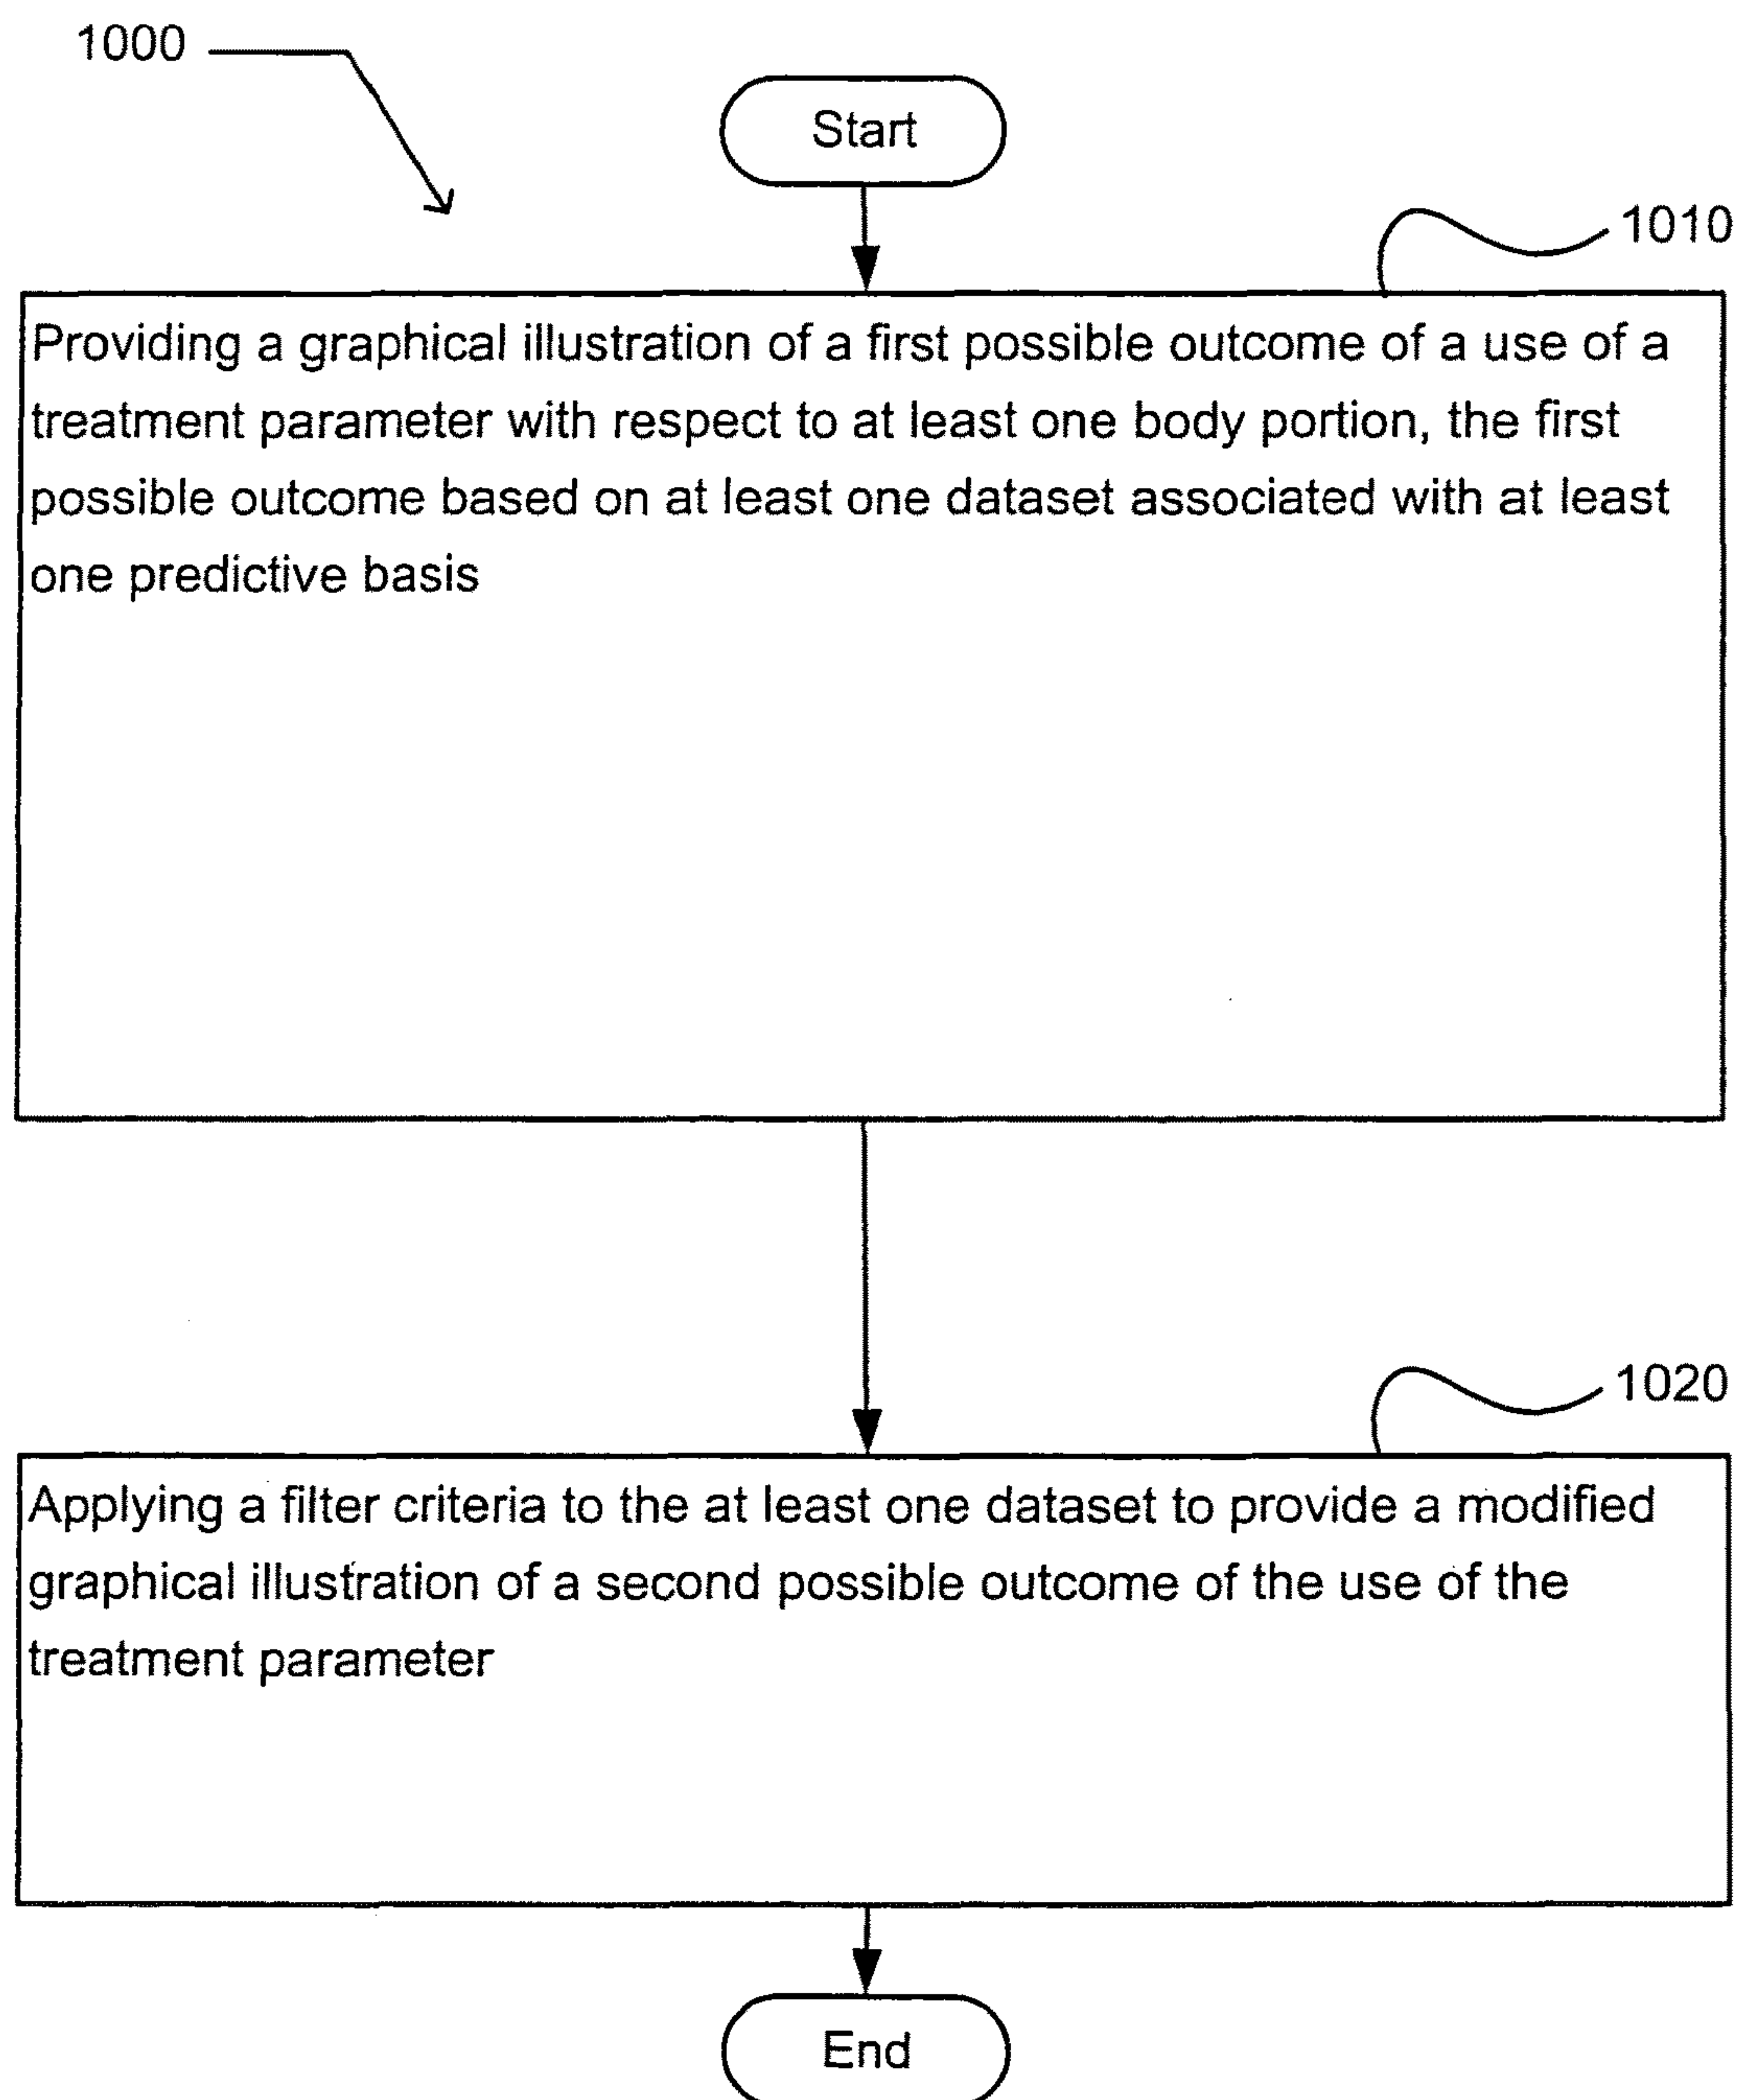 1000
Start
1010
Providing a graphical illustration of a first possible outcome of a use of a
treatment parameter with respect to at least one body portion, the first
possible outcome based on at least one dataset associated with at least
one predictive basis
1020
Applying a filter criteria to the at least one dataset to provide a modified
graphical illustration of a second possible outcome of the use of the
treatment parameter
End